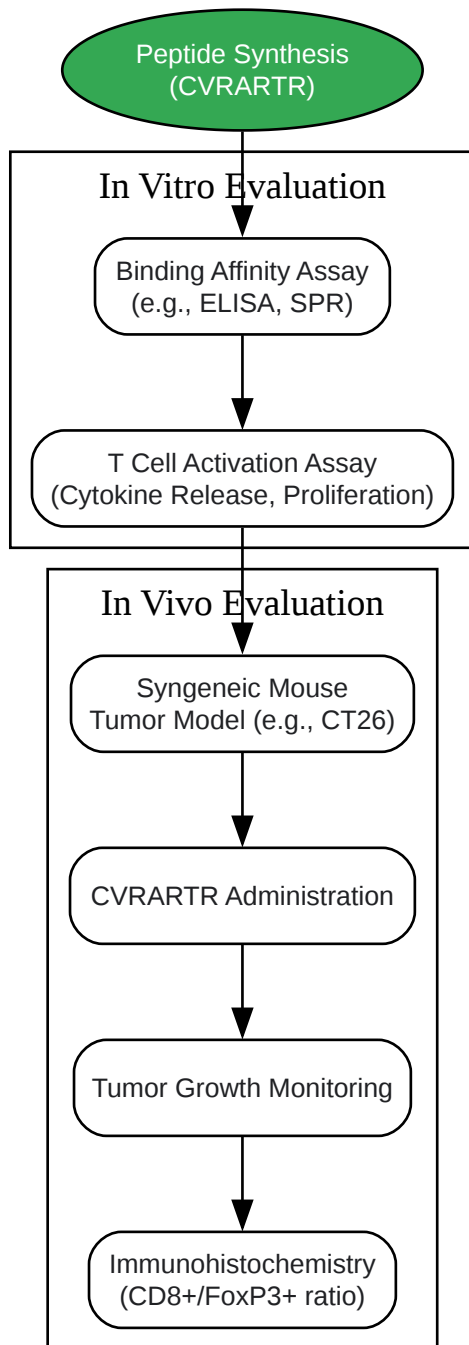 Peptide Synthesis
(CVRARTR)
In Vitro Evaluation
Binding Affinity Assay
(e.g., ELISA, SPR)
T Cell Activation Assay
(Cytokine Release, Proliferation)
In Vivo Evaluation
Syngeneic Mouse
Tumor Model (e.g., CT26)
CVRARTR Administration
Tumor Growth Monitoring
Immunohistochemistry
(CD8+/FoxP3+ ratio)